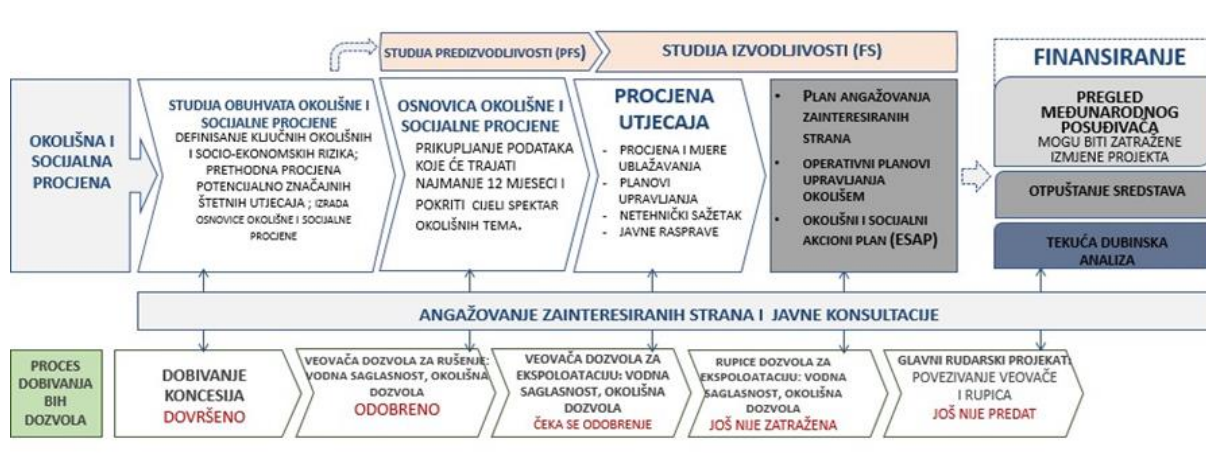 STUDIJA PREDIZVODLJIVOSTI (PFS)
STUDIJA IZVODLJIVOSTI (FS)
OKOLIŠNA I
SOCIJALNA
PROCJENA
STUDIJA OBUHVATA OKOLIŠNE I
SOCIJALNE PROCJENE
DEFINISANJE KLJUČNIH OKOLIŠNIH
I SOCIO-EKONOMSKIH RIZIKA;
PRETHODNA PROCJENA
POTENCIJALNO ZNAČAJNIH
ŠTETNIH UTJECAJA ; IZRADA
OSNOVICE OKOLIŠNE I SOCIJALNE
PROCJENE
OSNOVICA OKOLIŠNE I
SOCIJALNE PROCJENE
PRIKUPLJANJE PODATAKA
KOJE ĆE TRAJATI
NAJMANJE 12 MJESECI I
POKRITI CIJELI SPEKTAR
OKOLIŠNIH TEMA.
PROCJENA
UTJECAJA
- PROCJENA I MJERE
UBLAŽAVANJA
- PLANOVI
UPRAVLJANJA
- NETEHNIČKI SAŽETAK
- JAVNE RASPRAVE
• PLAN ANGAŽOVANJA
ZAINTERESIRANIH
STRANA
• OPERATIVNI PLANOVI
UPRAVLJANJA
OKOLIŠEM
• OKOLIŠNI I SOCIJALNI
AKCIONI PLAN (ESAP)
FINANSIRANJE
PREGLED
MEĐUNARODNOG
POSUĐIVAČA
MOGU BITI ZATRAŽENE
IZMJENE PROJEKTA
OTPUŠTANJE SREDSTAVA
TEKUĆA DUBINSKA
ANALIZA
ANGAŽOVANJE ZAINTERESIRANIH STRANA I JAVNE KONSULTACIJE
PROCES
DOBIVANJA
BIH
DOZVOLA
DOBIVANJE
KONCESIJA
DOVRŠENO
VEOVAČA DOZVOLA ZA RUŠENJE:
VODNA SAGLASNOST, OKOLIŠNA
DOZVOLA
ODOBRENO
VEOVAČA DOZVOLA ZA
EKSPOLOATACIJU: VODNA
SAGLASNOST, OKOLIŠNA
DOZVOLA
ČEKA SE ODOBRENJE
RUPICE DOZVOLA ZA
EKSPOLOATACIJU: VODNA
SAGLASNOST, OKOLIŠNA
DOZVOLA
JOŠ NIJE ZATRAŽENA
GLAVNI RUDARSKI PROJEKAT:
POVEZIVANJE VEOVAČE
I RUPICA
JOŠ NIJE PREDAT